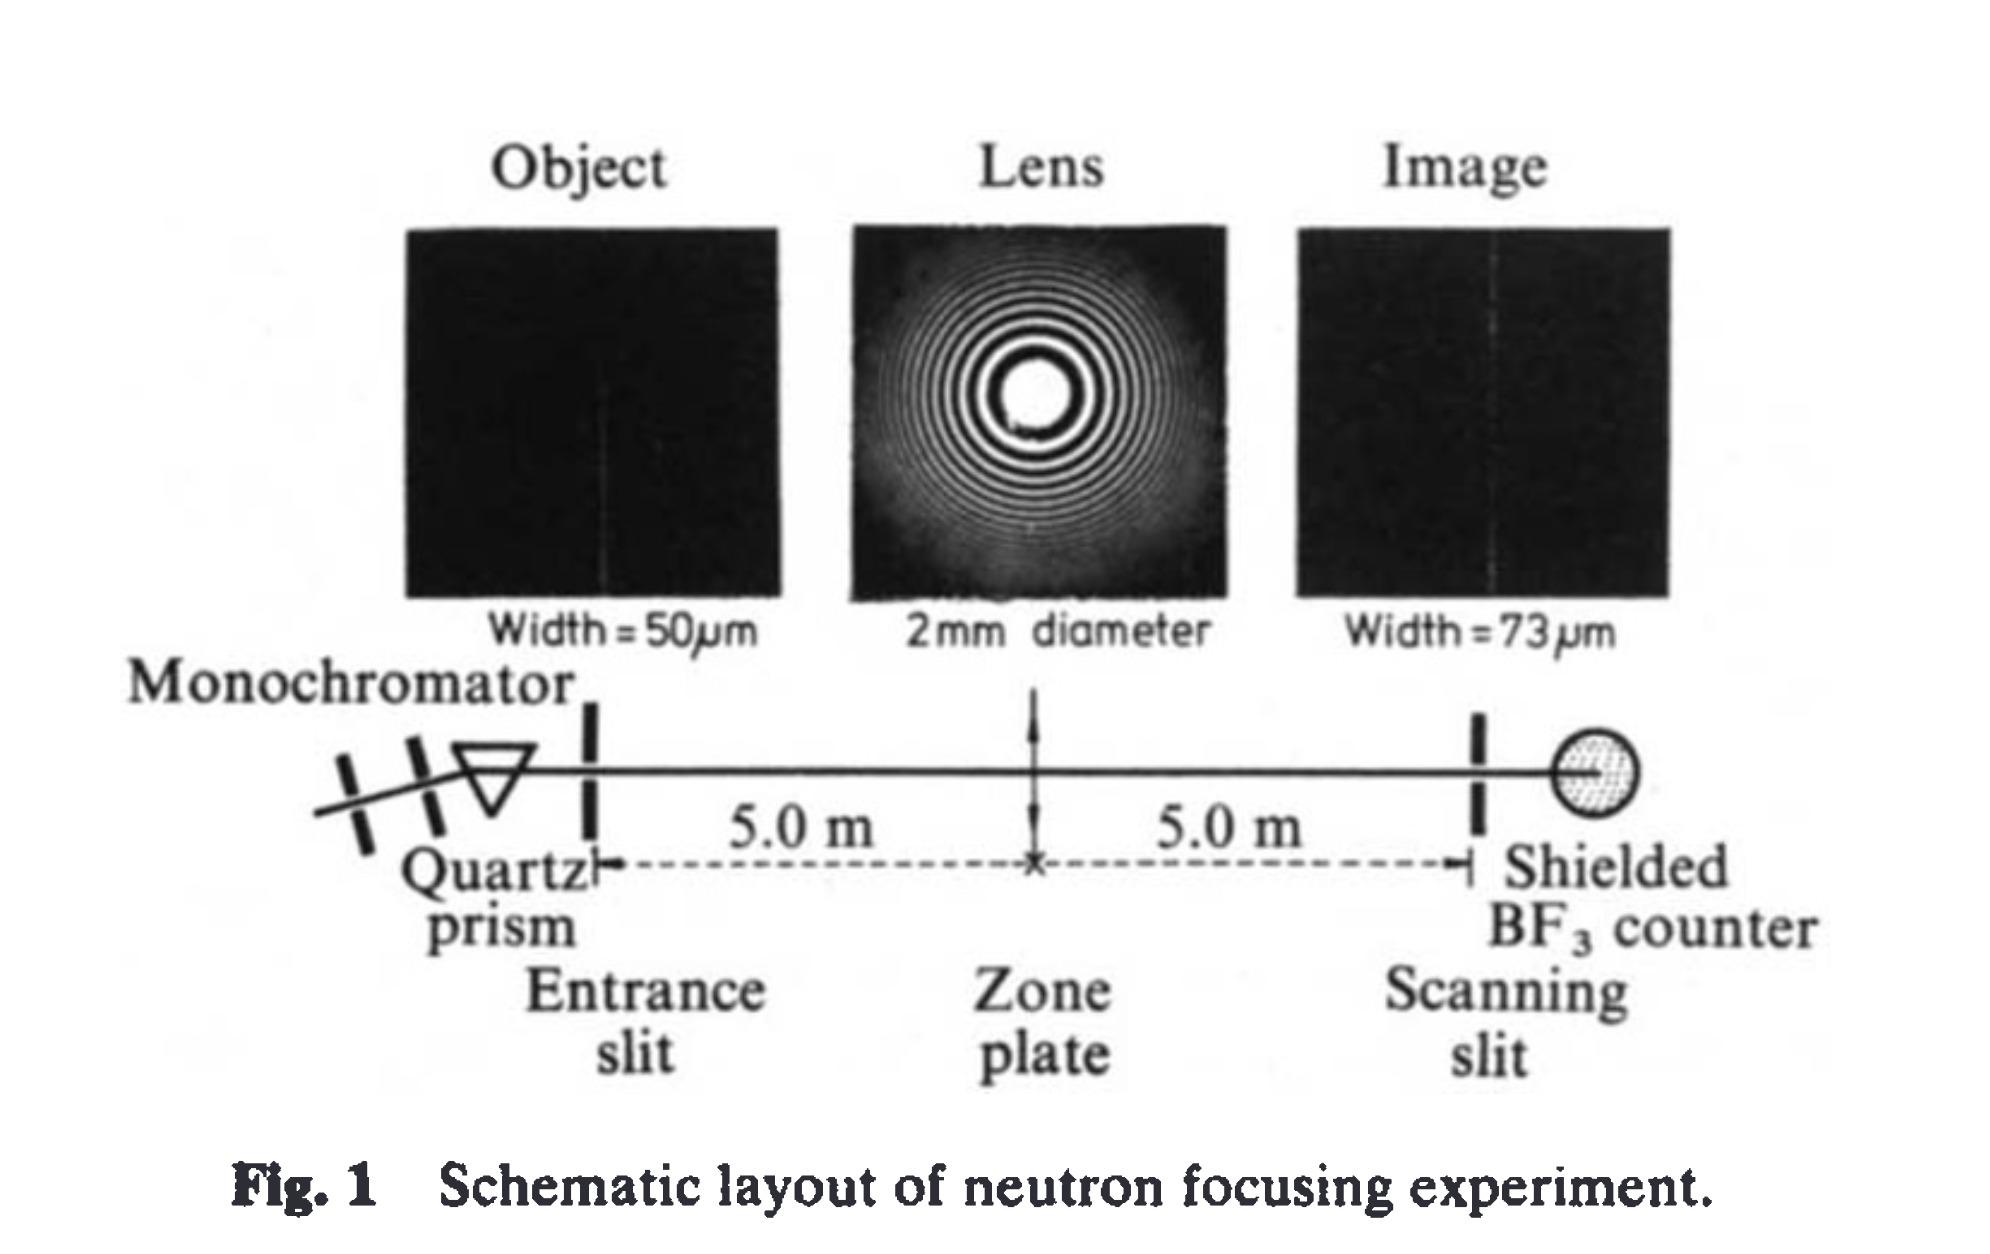 Object
Lens
Image
Width = 50μm
2mm diameter
Width = 73μm
Monochromator
5.0 m
5.0 m
Quartz
prism
Shielded
BF₃ counter
Entrance
slit
Zone
plate
Scanning
slit
Fig. 1 Schematic layout of neutron focusing experiment.